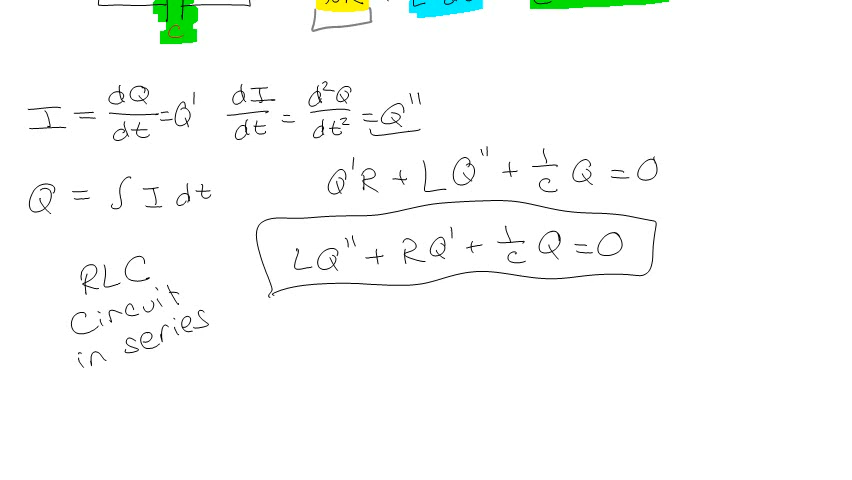 C
I = dQ/dt = Q' dI/dt = d²Q/dt² = Q''
Q'R + LQ'' + 1/C Q = 0
Q = ∫ I dt
LQ'' + RQ' + 1/C Q = 0
RLC
Circuit
in series